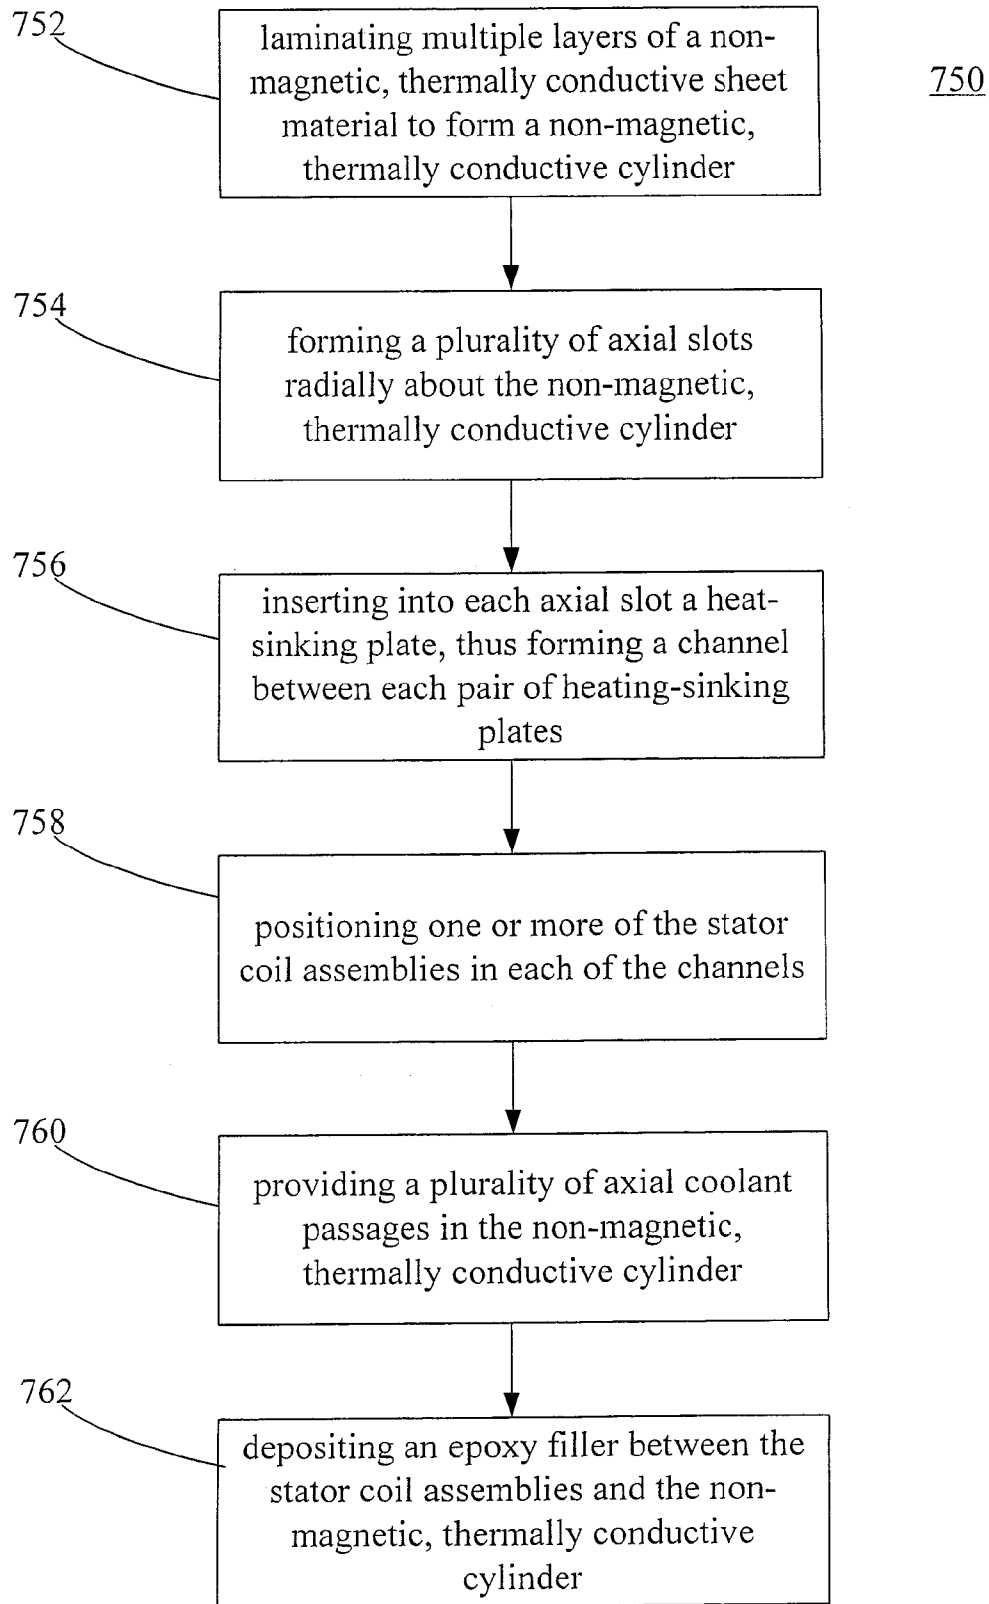 752
laminating multiple layers of a non-
magnetic, thermally conductive sheet
material to form a non-magnetic,
thermally conductive cylinder
750
754
forming a plurality of axial slots
radially about the non-magnetic,
thermally conductive cylinder
756
inserting into each axial slot a heat-
sinking plate, thus forming a channel
between each pair of heating-sinking
plates
758
positioning one or more of the stator
coil assemblies in each of the channels
760
providing a plurality of axial coolant
passages in the non-magnetic,
thermally conductive cylinder
762
depositing an epoxy filler between the
stator coil assemblies and the non-
magnetic, thermally conductive
cylinder